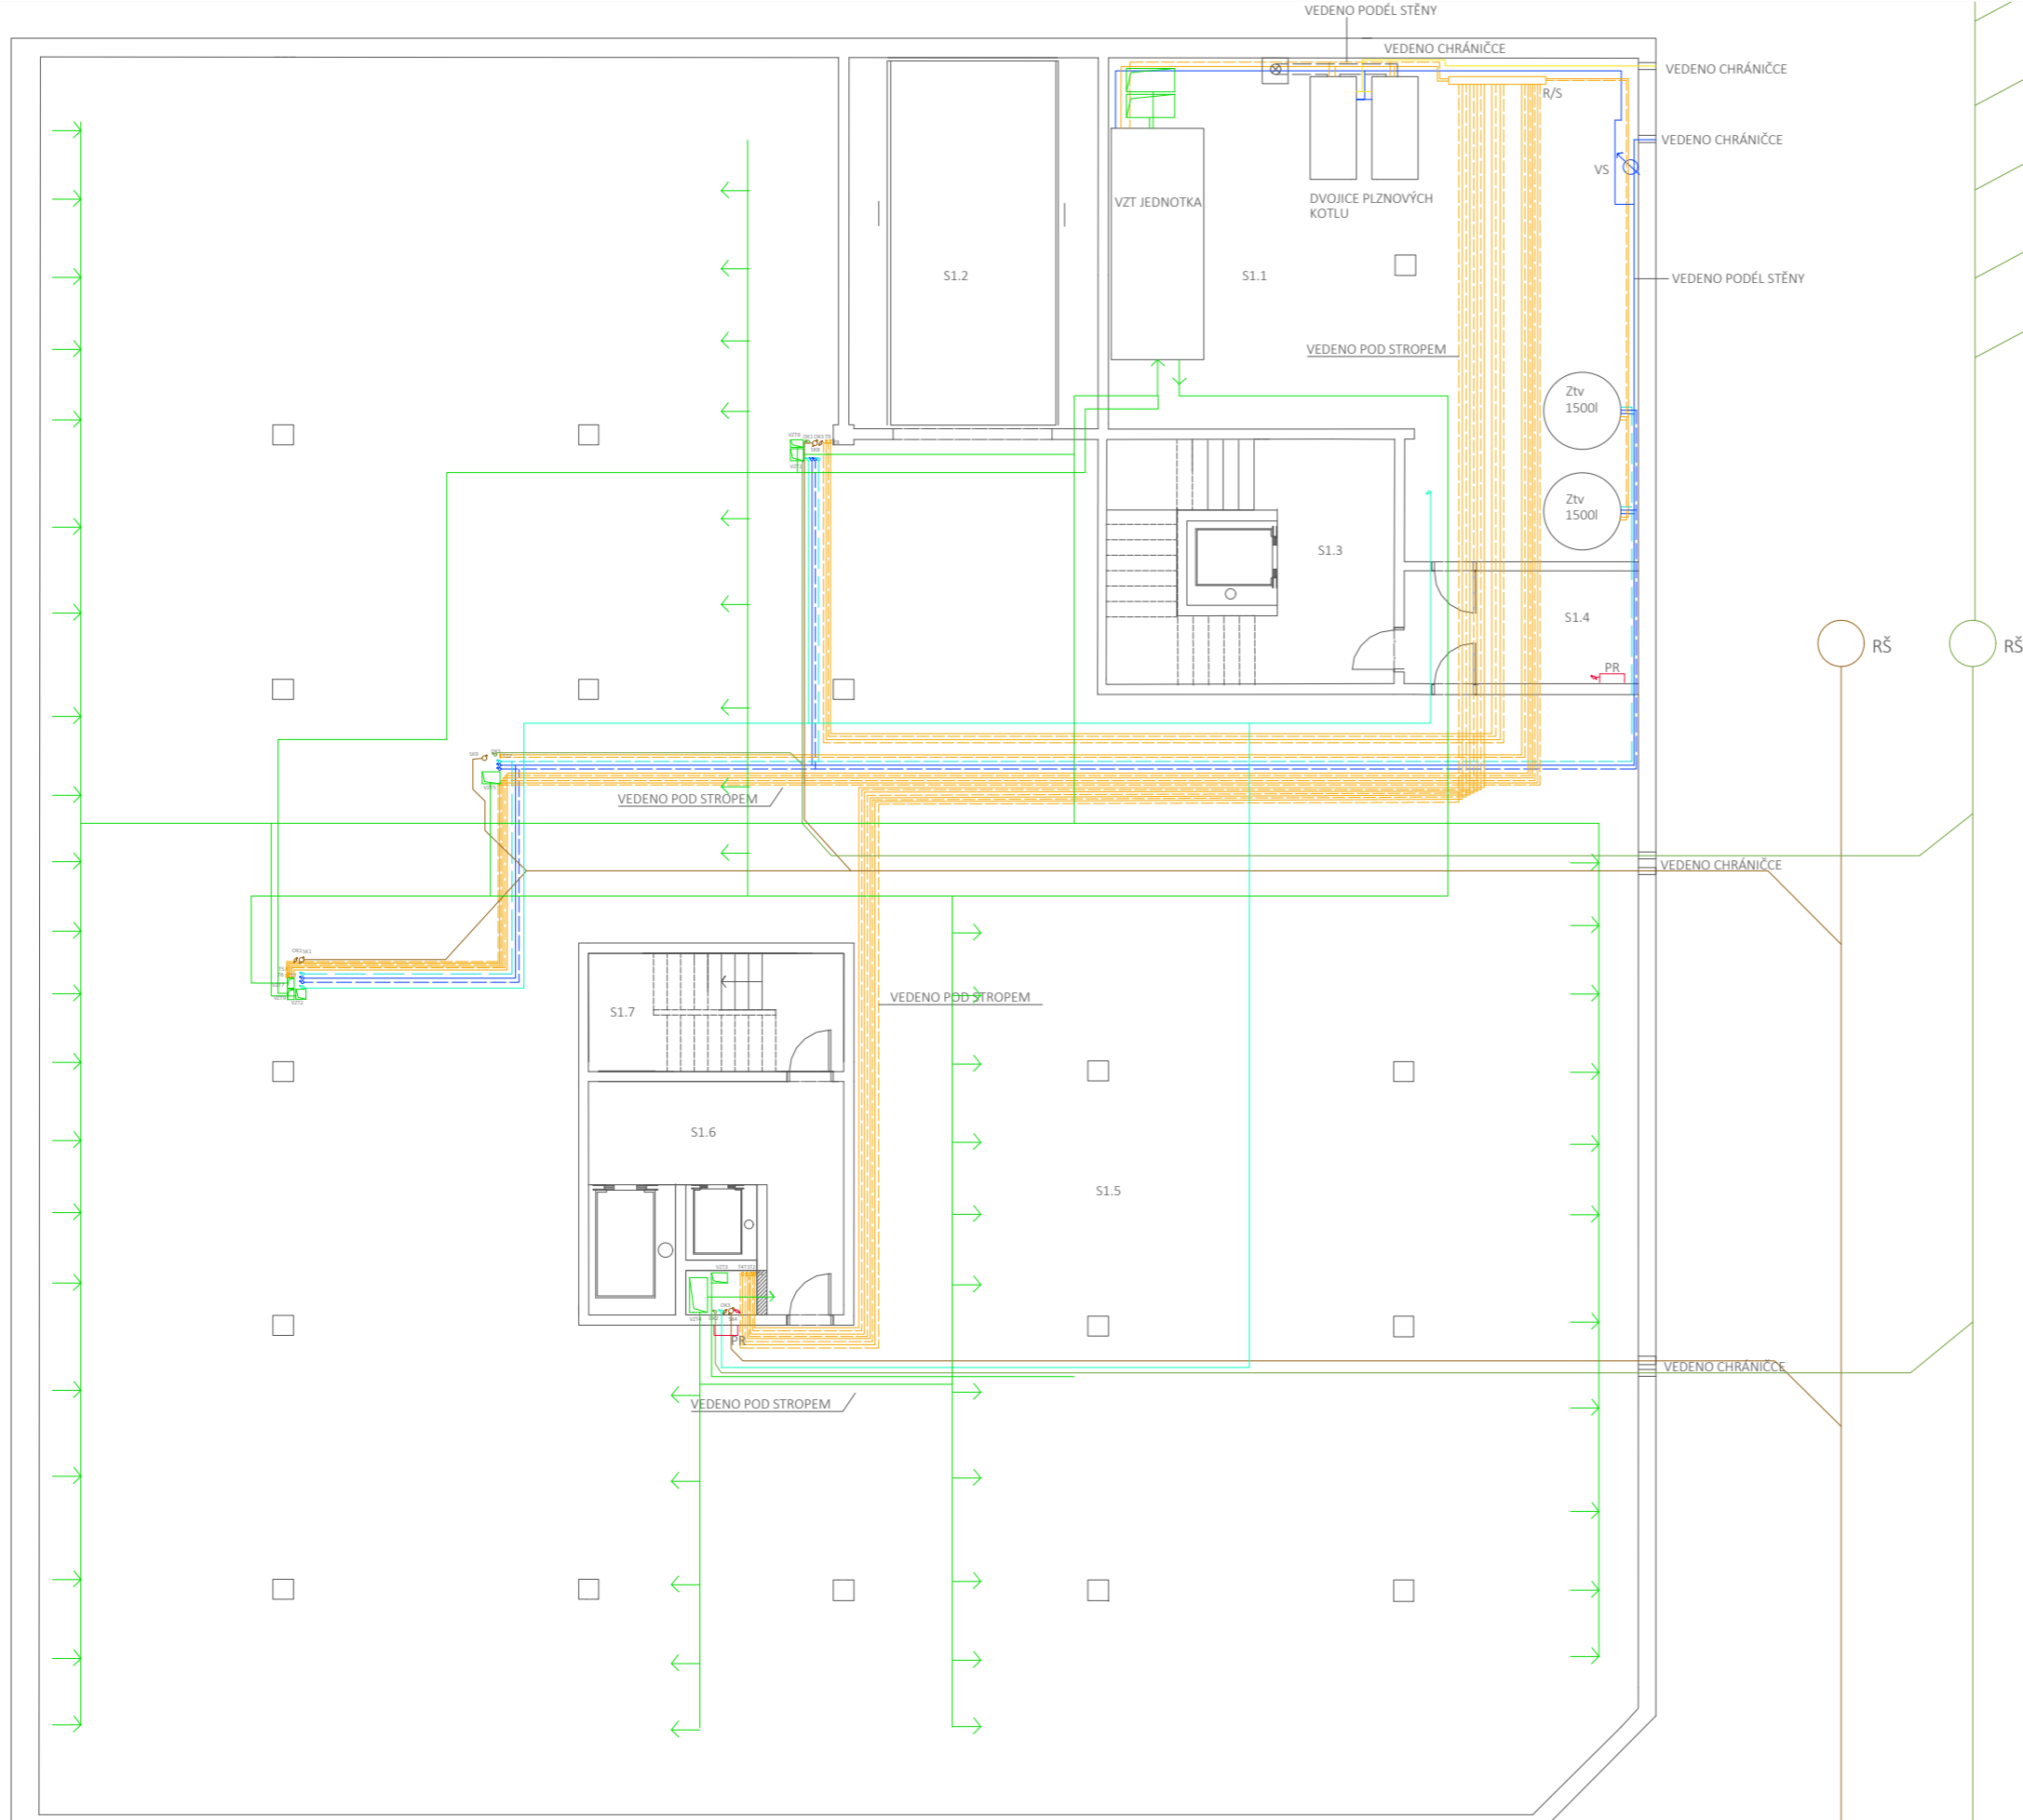 VEDENO PODÉL STĚNY
VEDENO CHRÁNIČCE
VEDENO CHRÁNIČCE
R/S
VEDENO CHRÁNIČCE
VS
VZT JEDNOTKA
DVOJICE PLZNOVÝCH
KOTLU
S1.2
S1.1
VEDENO PODÉL STĚNY
VEDENO POD STROPEM
Ztv
1500l
Ztv
1500l
S1.3
S1.4
RŠ
RŠ
PR
VEDENO POD STROPEM
VEDENO CHRÁNIČCE
VEDENO POD STROPEM
S1.7
S1.6
S1.5
PR
VEDENO CHRÁNIČCE
VEDENO POD STROPEM